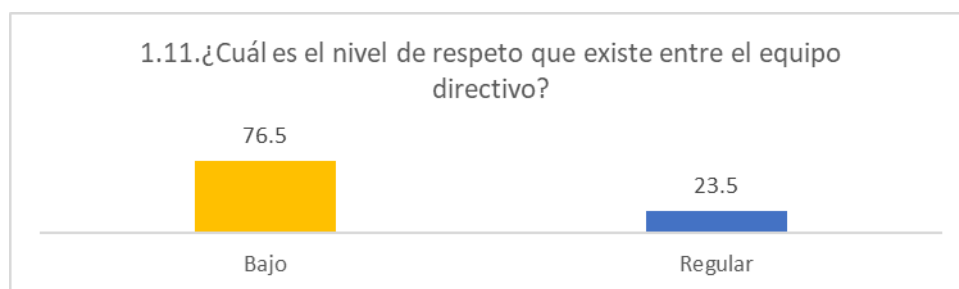 1.11.¿Cuál es el nivel de respeto que existe entre el equipo
directivo?
76.5
23.5
Bajo
Regular